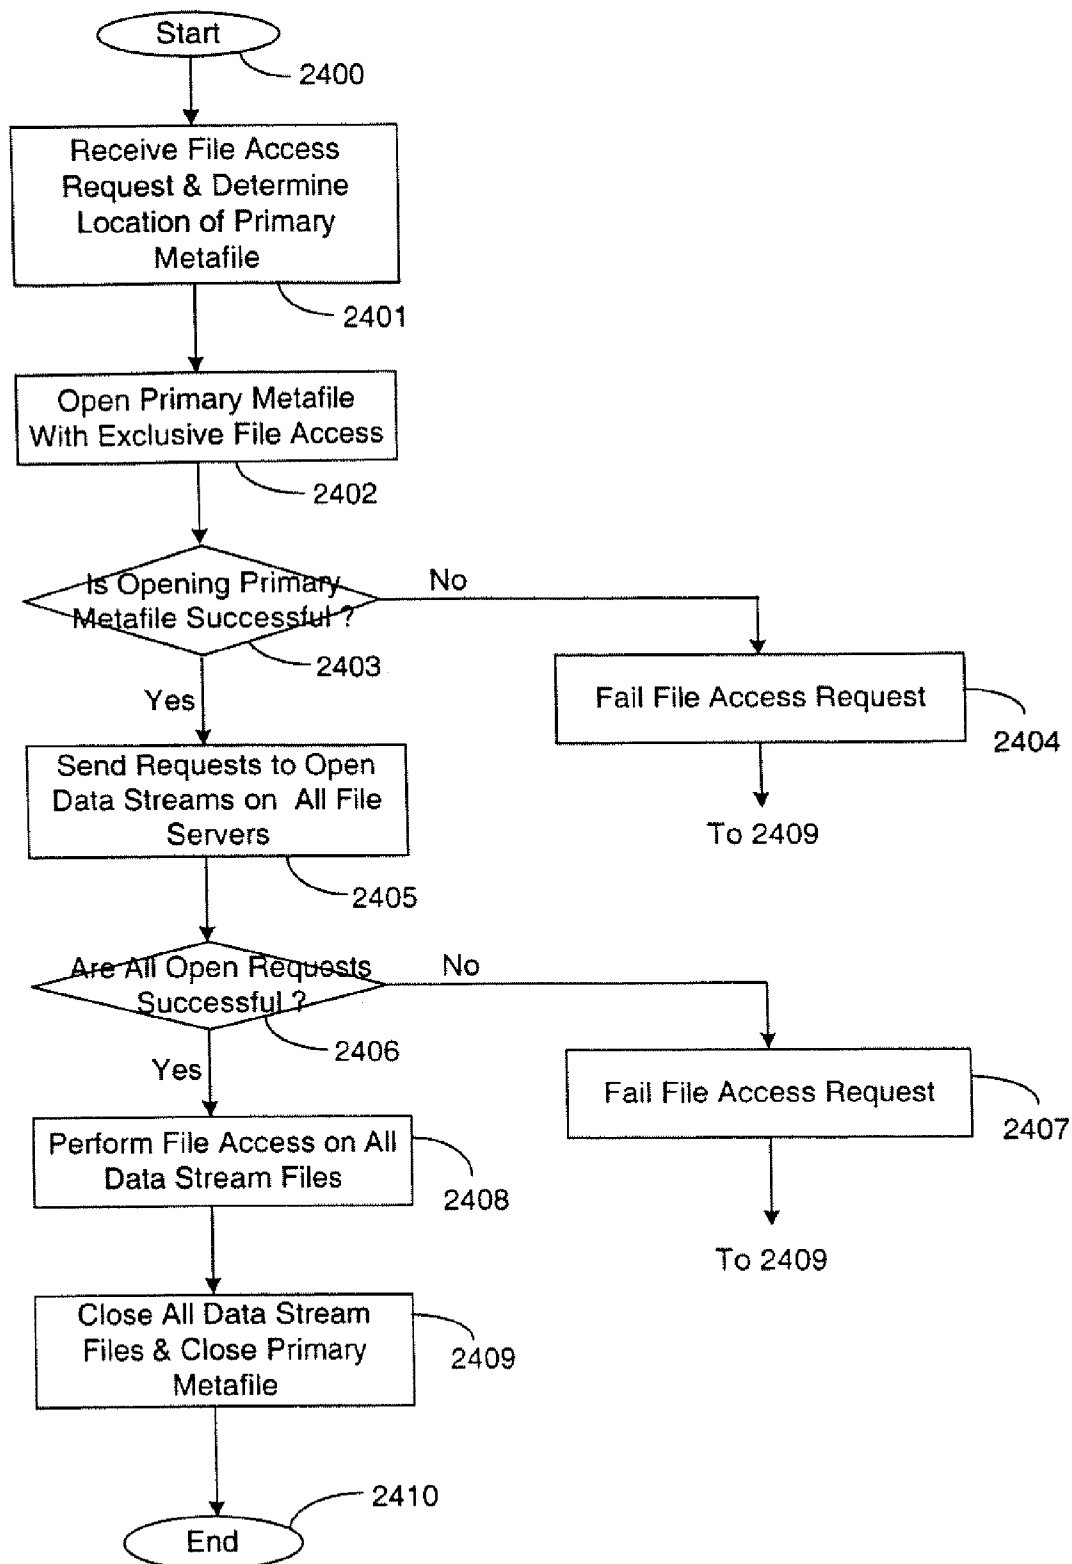 Start
2400
Receive File Access
Request & Determine
Location of Primary
Metafile
2401
Open Primary Metafile
With Exclusive File Access
2402
Is Opening Primary
Metafile Successful ?
No
2403
Yes
Fail File Access Request
2404
To 2409
Send Requests to Open
Data Streams on All File
Servers
2405
Are All Open Requests
Successful ?
No
2406
Yes
Fail File Access Request
2407
To 2409
Perform File Access on All
Data Stream Files
2408
Close All Data Stream
Files & Close Primary
Metafile
2409
2410
End